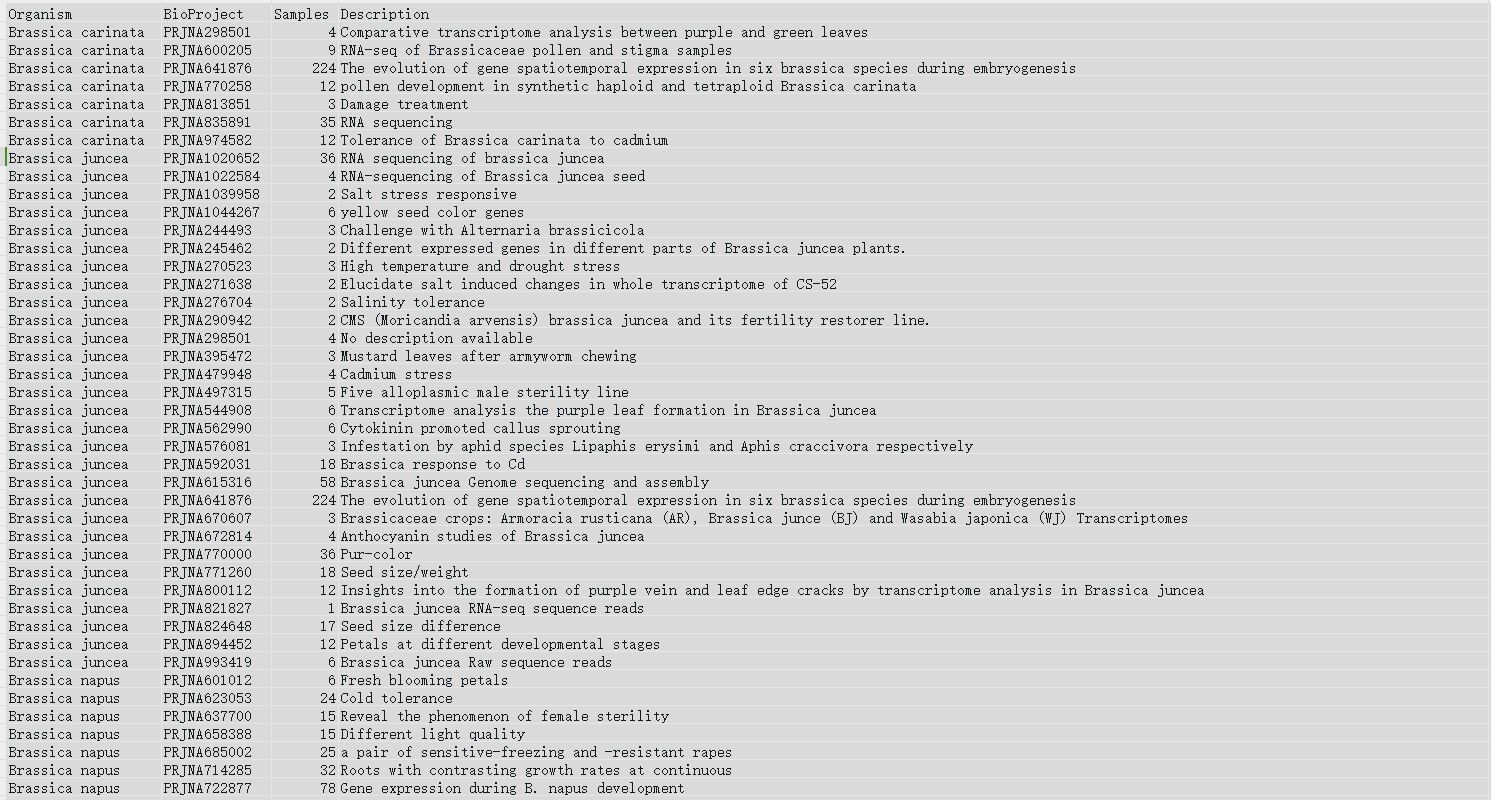 Organism BioProject Samples Description
Brassica carinata PRJNA298501 4 Comparative transcriptome analysis between purple and green leaves
Brassica carinata PRJNA600205 9 RNA-seq of Brassicaceae pollen and stigma samples
Brassica carinata PRJNA641876 224 The evolution of gene spatiotemporal expression in six brassica species during embryogenesis
Brassica carinata PRJNA770258 12 pollen development in synthetic haploid and tetraploid Brassica carinata
Brassica carinata PRJNA813851 3 Damage treatment
Brassica carinata PRJNA835891 35 RNA sequencing
Brassica carinata PRJNA974582 12 Tolerance of Brassica carinata to cadmium
Brassica juncea PRJNA1020652 36 RNA sequencing of brassica juncea
Brassica juncea PRJNA1022584 4 RNA-sequencing of Brassica juncea seed
Brassica juncea PRJNA1039958 2 Salt stress responsive
Brassica juncea PRJNA1044267 6 yellow seed color genes
Brassica juncea PRJNA244493 3 Challenge with Alternaria brassicicola
Brassica juncea PRJNA245462 2 Different expressed genes in different parts of Brassica juncea plants.
Brassica juncea PRJNA270523 3 High temperature and drought stress
Brassica juncea PRJNA271638 2 Elucidate salt induced changes in whole transcriptome of CS-52
Brassica juncea PRJNA276704 2 Salinity tolerance
Brassica juncea PRJNA290942 2 CMS (Moricandia arvensis) brassica juncea and its fertility restorer line.
Brassica juncea PRJNA298501 4 No description available
Brassica juncea PRJNA395472 3 Mustard leaves after armyworm chewing
Brassica juncea PRJNA479948 4 Cadmium stress
Brassica juncea PRJNA497315 5 Five alloplasmic male sterility line
Brassica juncea PRJNA544908 6 Transcriptome analysis the purple leaf formation in Brassica juncea
Brassica juncea PRJNA562990 6 Cytokinin promoted callus sprouting
Brassica juncea PRJNA576081 3 Infestation by aphid species Lipaphis erysimi and Aphis craccivora respectively
Brassica juncea PRJNA592031 18 Brassica response to Cd
Brassica juncea PRJNA615316 58 Brassica juncea Genome sequencing and assembly
Brassica juncea PRJNA641876 224 The evolution of gene spatiotemporal expression in six brassica species during embryogenesis
Brassica juncea PRJNA670607 3 Brassicaceae crops: Armoracia rusticana (AR), Brassica junce (BJ) and Wasabia japonica (WJ) Transcriptomes
Brassica juncea PRJNA672814 4 Anthocyanin studies of Brassica juncea
Brassica juncea PRJNA770000 36 Pur-color
Brassica juncea PRJNA771260 18 Seed size/weight
Brassica juncea PRJNA800112 12 Insights into the formation of purple vein and leaf edge cracks by transcriptome analysis in Brassica juncea
Brassica juncea PRJNA821827 1 Brassica juncea RNA-seq sequence reads
Brassica juncea PRJNA824648 17 Seed size difference
Brassica juncea PRJNA894452 12 Petals at different developmental stages
Brassica juncea PRJNA993419 6 Brassica juncea Raw sequence reads
Brassica napus PRJNA601012 6 Fresh blooming petals
Brassica napus PRJNA623053 24 Cold tolerance
Brassica napus PRJNA637700 15 Reveal the phenomenon of female sterility
Brassica napus PRJNA658388 15 Different light quality
Brassica napus PRJNA685002 25 a pair of sensitive-freezing and -resistant rapes
Brassica napus PRJNA714285 32 Roots with contrasting growth rates at continuous
Brassica napus PRJNA722877 78 Gene expression during B. napus development